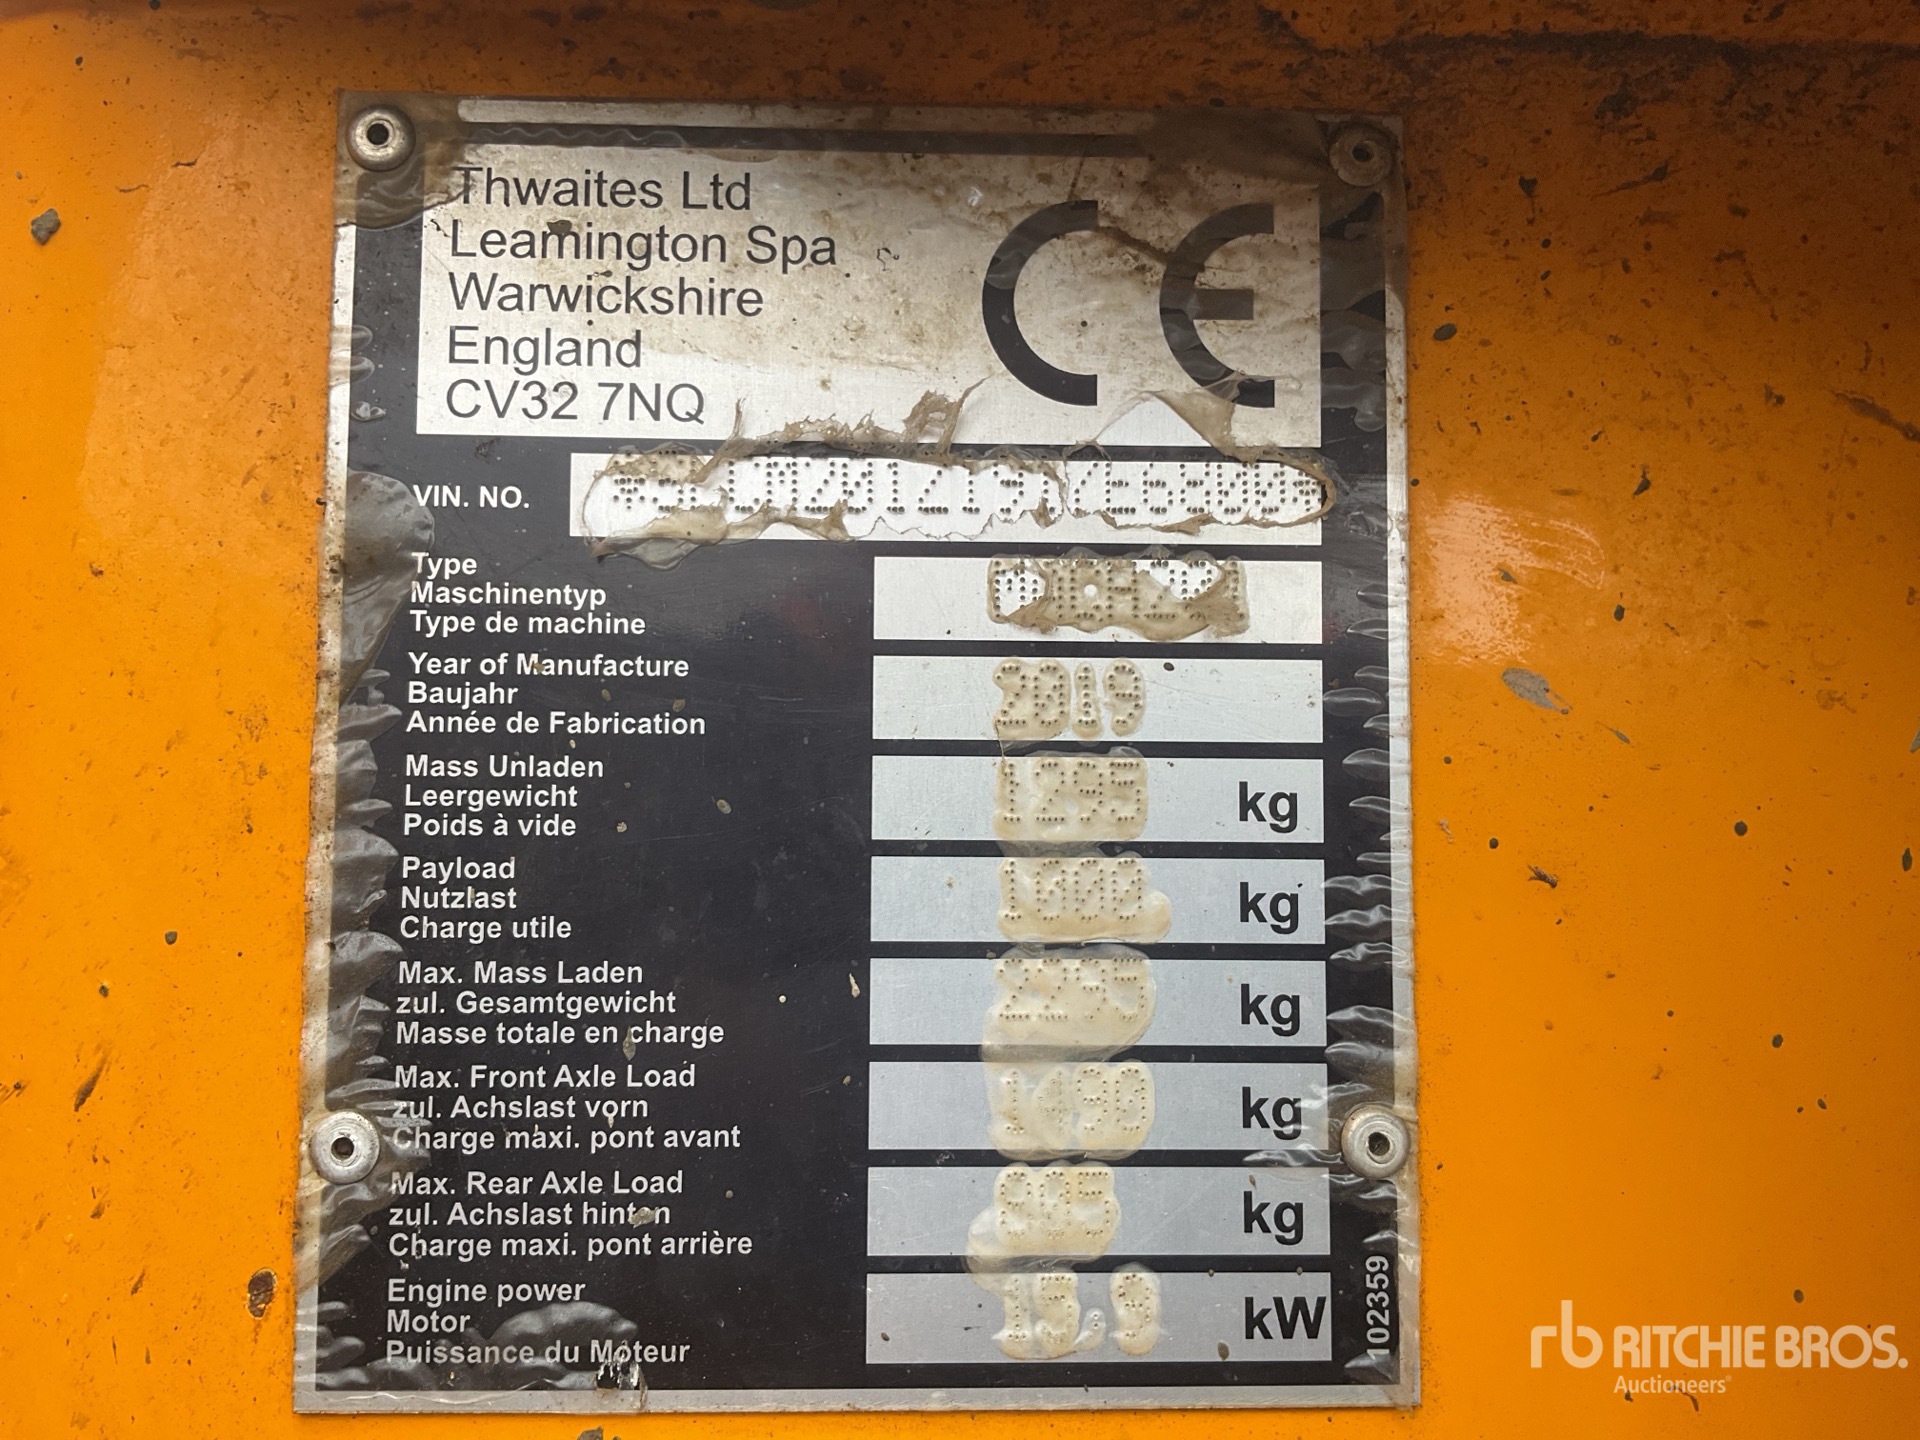 Thwaites Ltd
Leamington Spa
Warwickshire
England
CV32 7NQ
CE
VIN. NO.
Type
Maschinentyp
Type de machine
Year of Manufacture
Baujahr
Année de Fabrication
2019
Mass Unladen
Leergewicht
Poids à vide
1295 kg
Payload
Nutzlast
Charge utile
1000 kg
Max. Mass Laden
zul. Gesamtgewicht
Masse totale en charge
kg
Max. Front Axle Load
zul. Achslast vorn
Charge maxi. pont avant
1490 kg
Max. Rear Axle Load
zul. Achslast hinten
Charge maxi. pont arrière
kg
Engine power
Motor
Puissance du Moteur
kW
102359
rb RITCHIE BROS.
Auctioneers